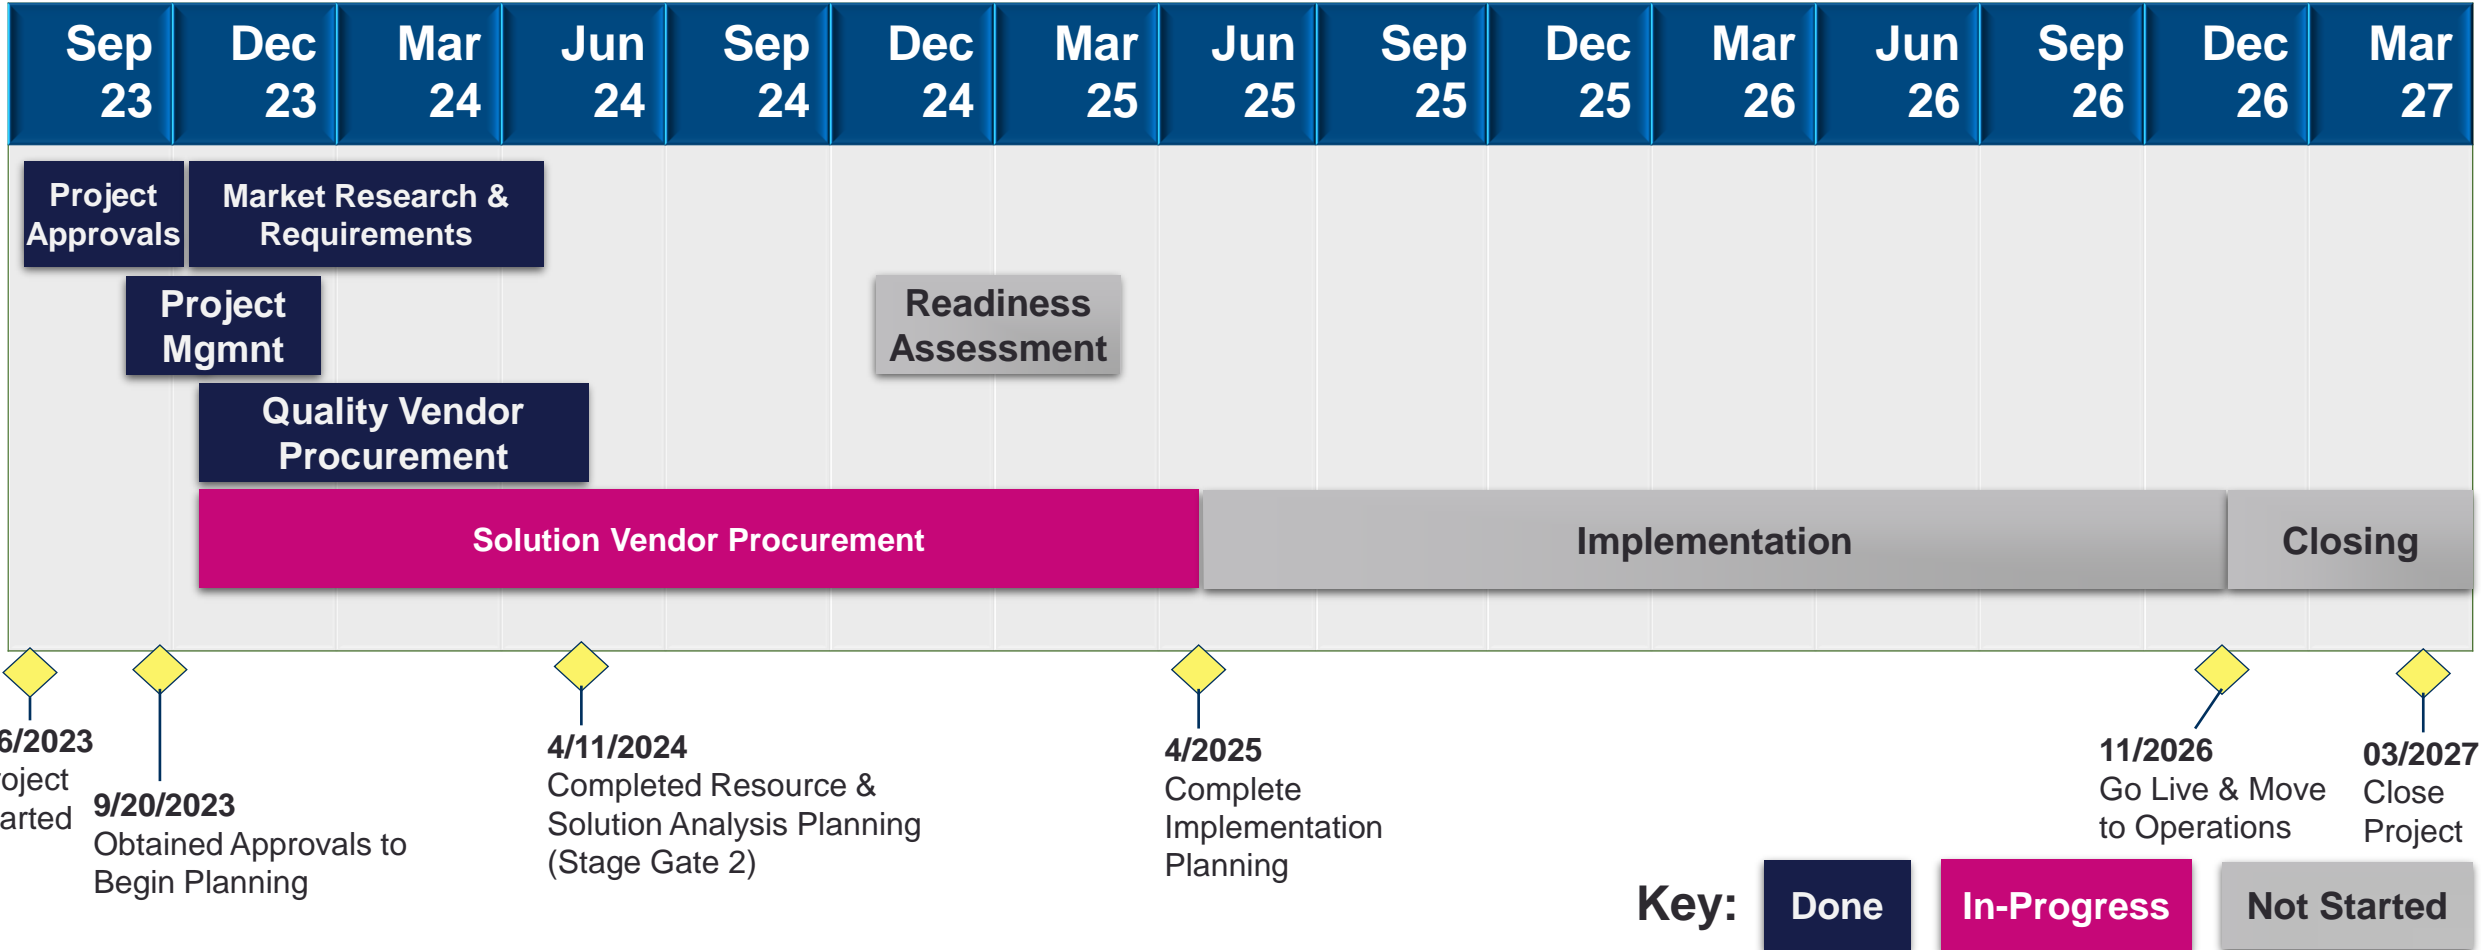 Sep 23
Dec 23
Mar 24
Jun 24
Sep 24
Dec 24
Mar 25
Jun 25
Sep 25
Dec 25
Mar 26
Jun 26
Sep 26
Dec 26
Mar 27
Project
Approvals
Market Research &
Requirements
Project
Mgmnt
Readiness
Assessment
Quality Vendor
Procurement
Solution Vendor Procurement
Implementation
Closing
6/2023
oject
arted
9/20/2023
Obtained Approvals to
Begin Planning
4/11/2024
Completed Resource &
Solution Analysis Planning
(Stage Gate 2)
4/2025
Complete
Implementation
Planning
11/2026
Go Live & Move
to Operations
03/2027
Close
Project
Key:
Done
In-Progress
Not Started